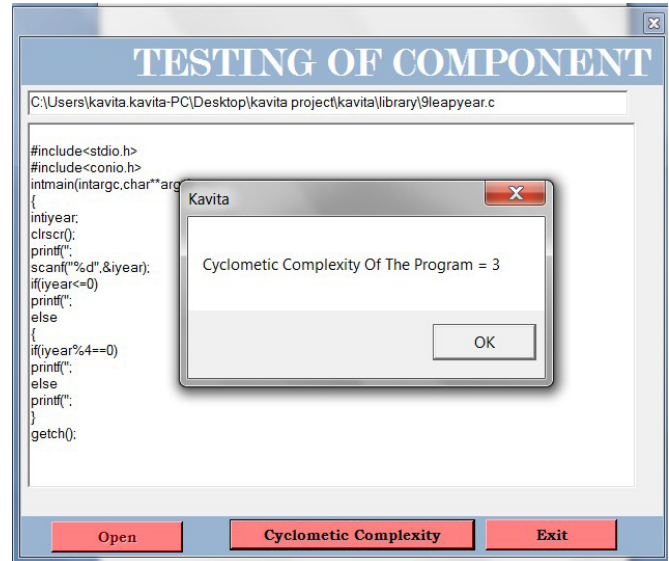 TESTING OF COMPONENT
C:\Users\kavita.kavita-PC\Desktop\kavita project\kavita\library\9leapyear.c
#include<stdio.h>
#include<conio.h>
intmain(intargc,char**arg
{
intiyear;
clrscr();
printf(";
scanf("%d",&iyear);
if(iyear<=0)
printf(";
else
{
if(iyear%4==0)
printf(";
else
printf(";
}
getch();
Kavita
Cyclometic Complexity Of The Program = 3
OK
Open
Cyclometic Complexity
Exit